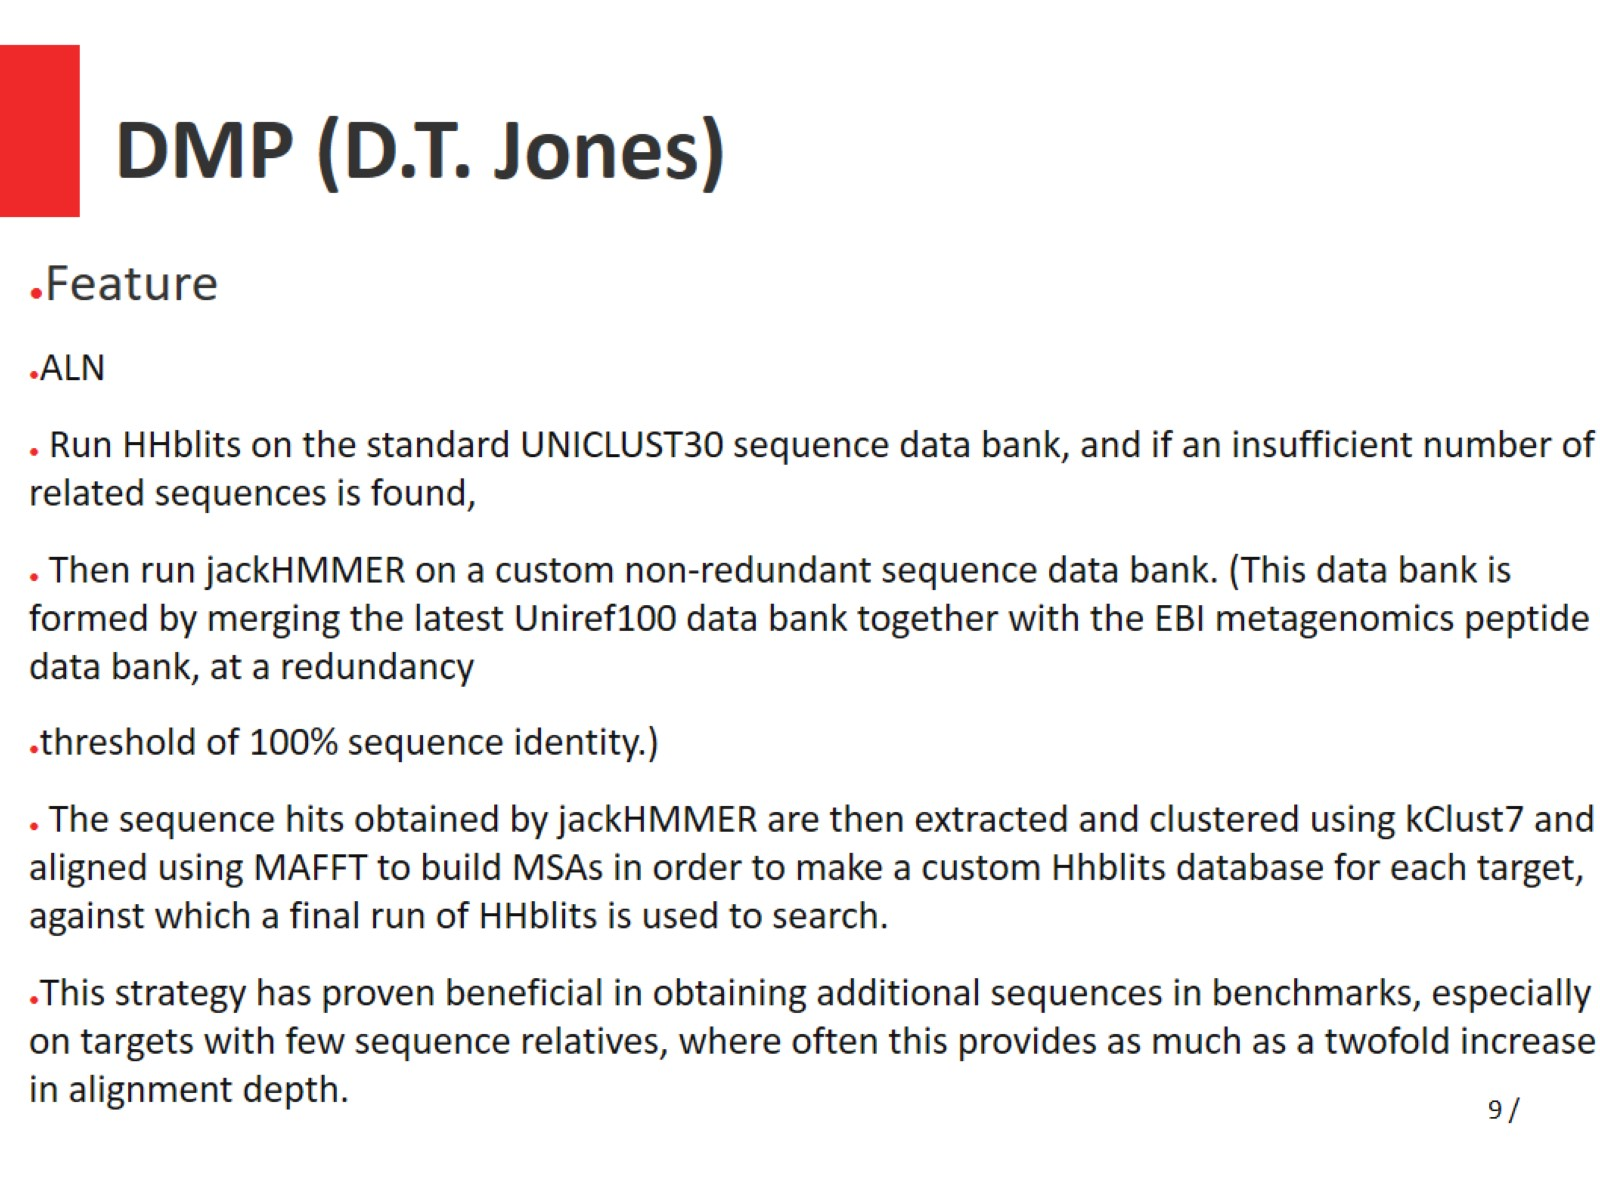 DMP (D.T. Jones)
•Feature
•ALN
• Run HHblits on the standard UNICLUST30 sequence data bank, and if an insufficient number of
related sequences is found,
• Then run jackHMMER on a custom non-redundant sequence data bank. (This data bank is
formed by merging the latest Uniref100 data bank together with the EBI metagenomics peptide
data bank, at a redundancy
•threshold of 100% sequence identity.)
• The sequence hits obtained by jackHMMER are then extracted and clustered using kClust7 and
aligned using MAFFT to build MSAs in order to make a custom Hhblits database for each target,
against which a final run of HHblits is used to search.
•This strategy has proven beneficial in obtaining additional sequences in benchmarks, especially
on targets with few sequence relatives, where often this provides as much as a twofold increase
in alignment depth.
9 /